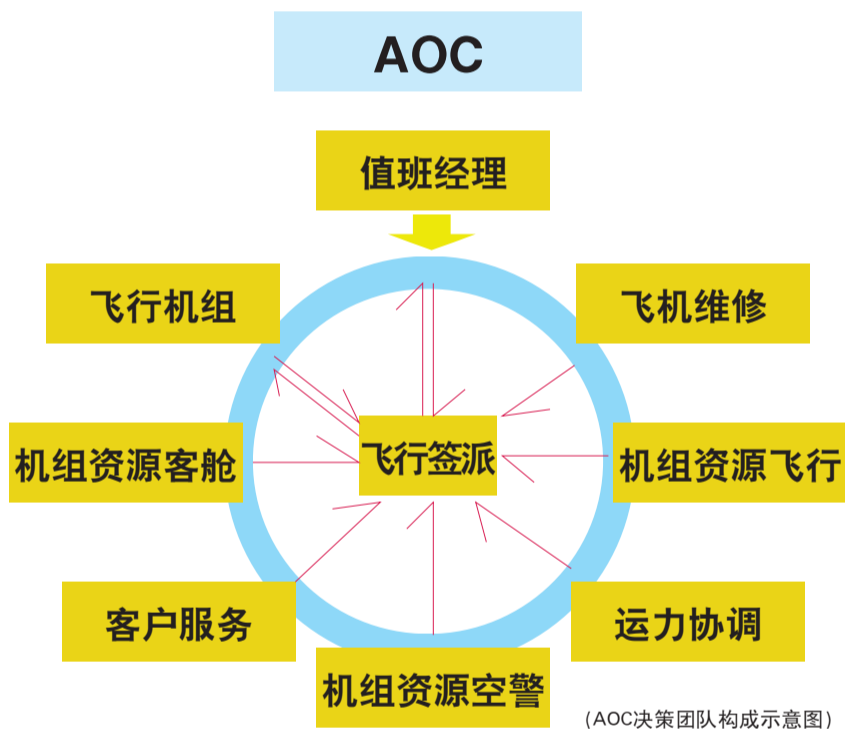 AOC
值班经理
飞行机组
飞机维修
机组资源客舱
飞行签派
机组资源飞行
客户服务
运力协调
机组资源空警
(AOC决策团队构成示意图)